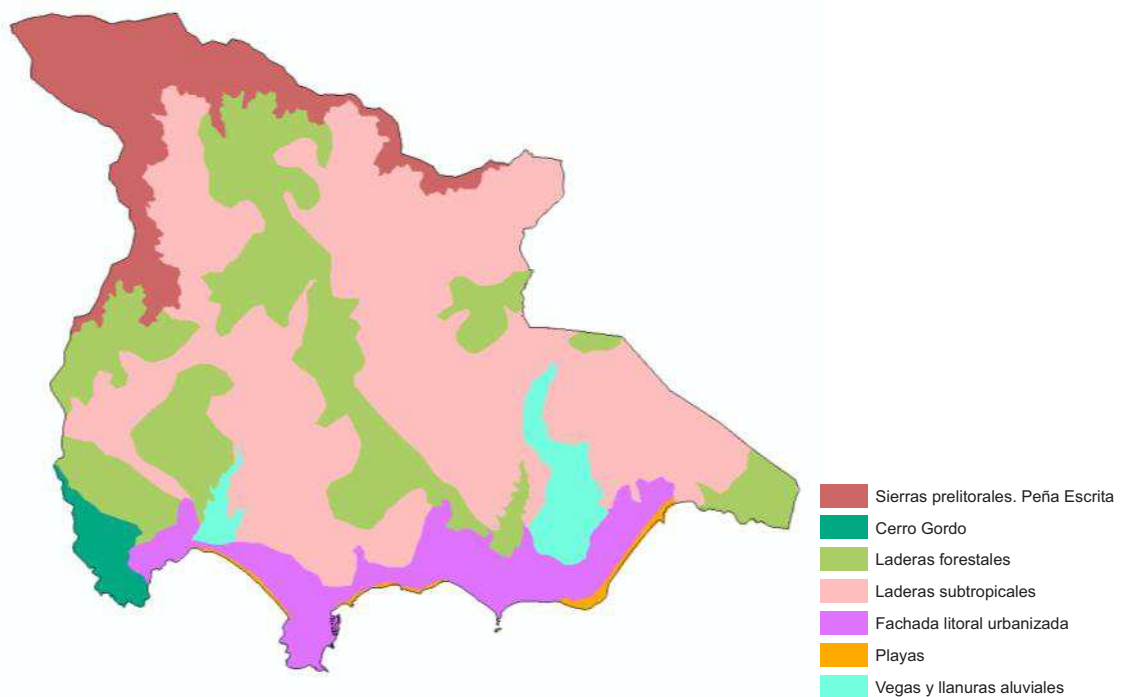 Sierras prelitorales. Peña Escrita
Cerro Gordo
Laderas forestales
Laderas subtropicales
Fachada litoral urbanizada
Playas
Vegas y llanuras aluviales